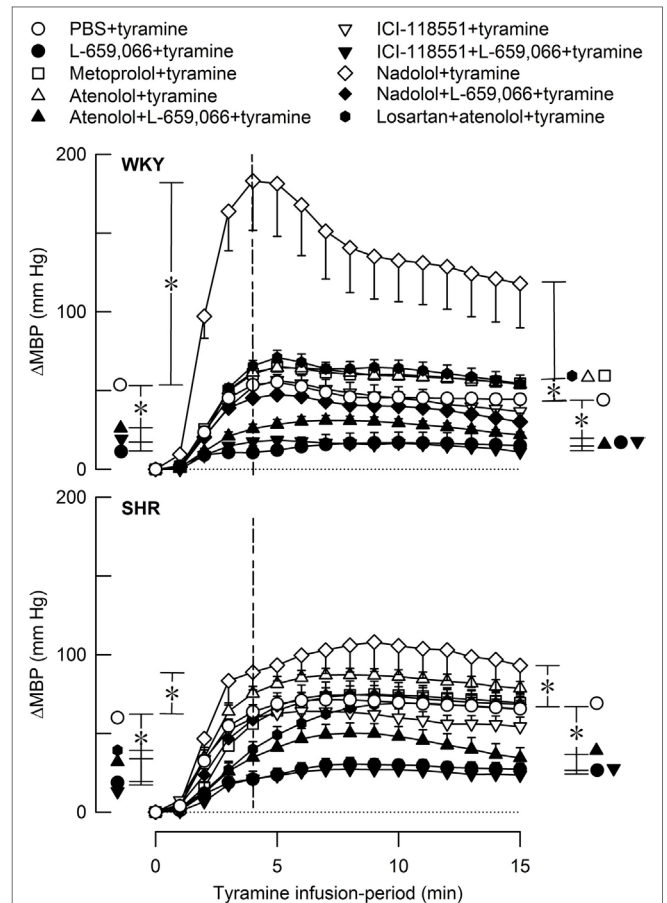 PBS+tyramine
L-659,066+tyramine
Metoprolol+tyramine
Atenolol+tyramine
Atenolol+L-659,066+tyramine
ICI-118551+tyramine
ICI-118551+L-659,066+tyramine
Nadolol+tyramine
Nadolol+L-659,066+tyramine
Losartan+atenolol+tyramine
200
WKY
ΔMBP (mm Hg)
100
*
*
*
*
0
200
SHR
ΔMBP (mm Hg)
100
*
*
*
*
0
0 5 10 15
Tyramine infusion-period (min)